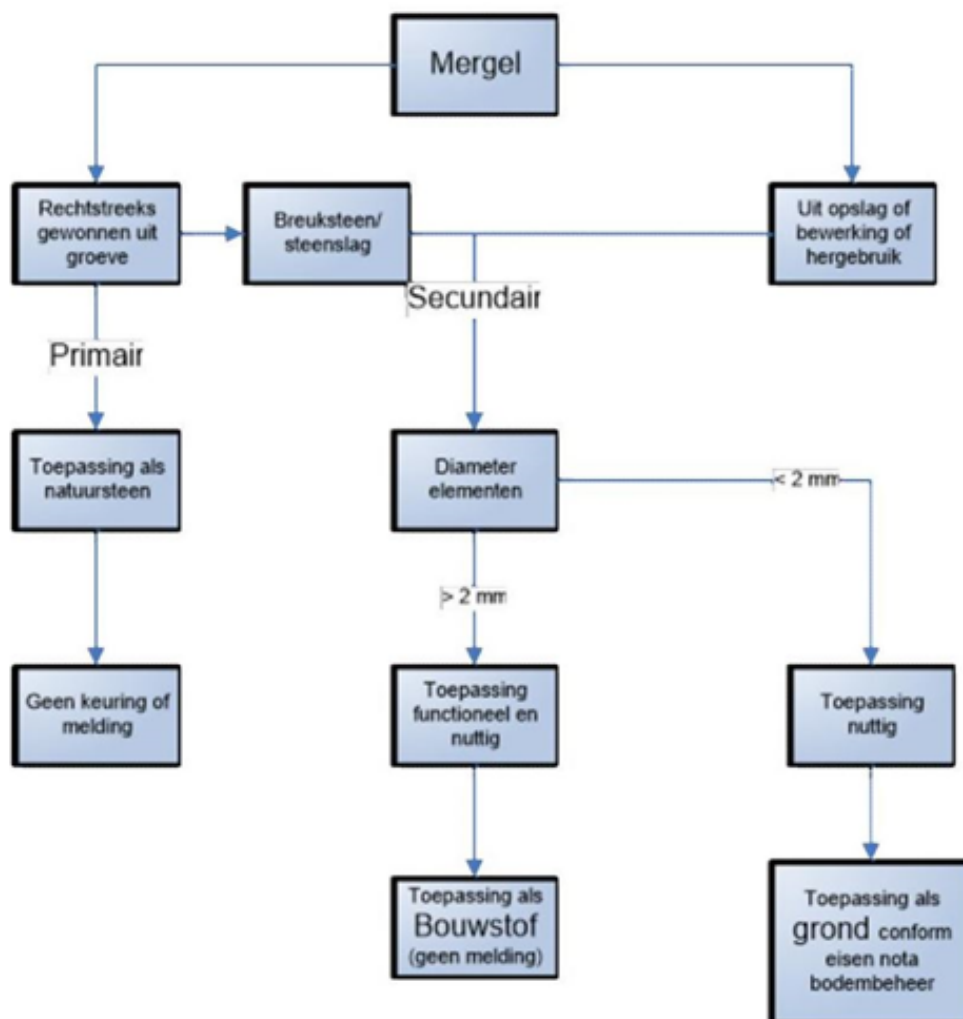 Mergel
Rechtstreeks
gewonnen uit
groeve
Breuksteen/
steenslag
Uit opslag of
bewerking of
hergebruik
Secundair
Primair
Toepassing als
natuursteen
Diameter
elementen
< 2 mm
> 2 mm
Geen keuring of
melding
Toepassing
functioneel en
nuttig
Toepassing
nuttig
Toepassing als
Bouwstof
(geen melding)
Toepassing als
grond conform
eisen nota
bodembeheer